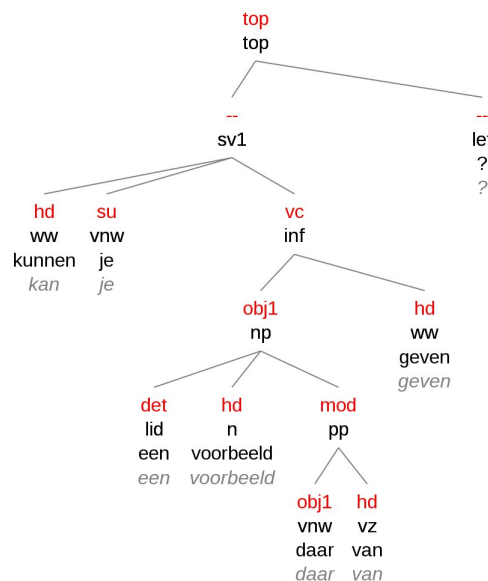 top
top
-- --
sv1 let
?
?
hd su vc
ww vnw inf
kunnen je
kan je
obj1 hd
np ww
geven
geven
det hd mod
lid n pp
een voorbeeld
een voorbeeld
obj1 hd
vnw vz
daar van
daar van